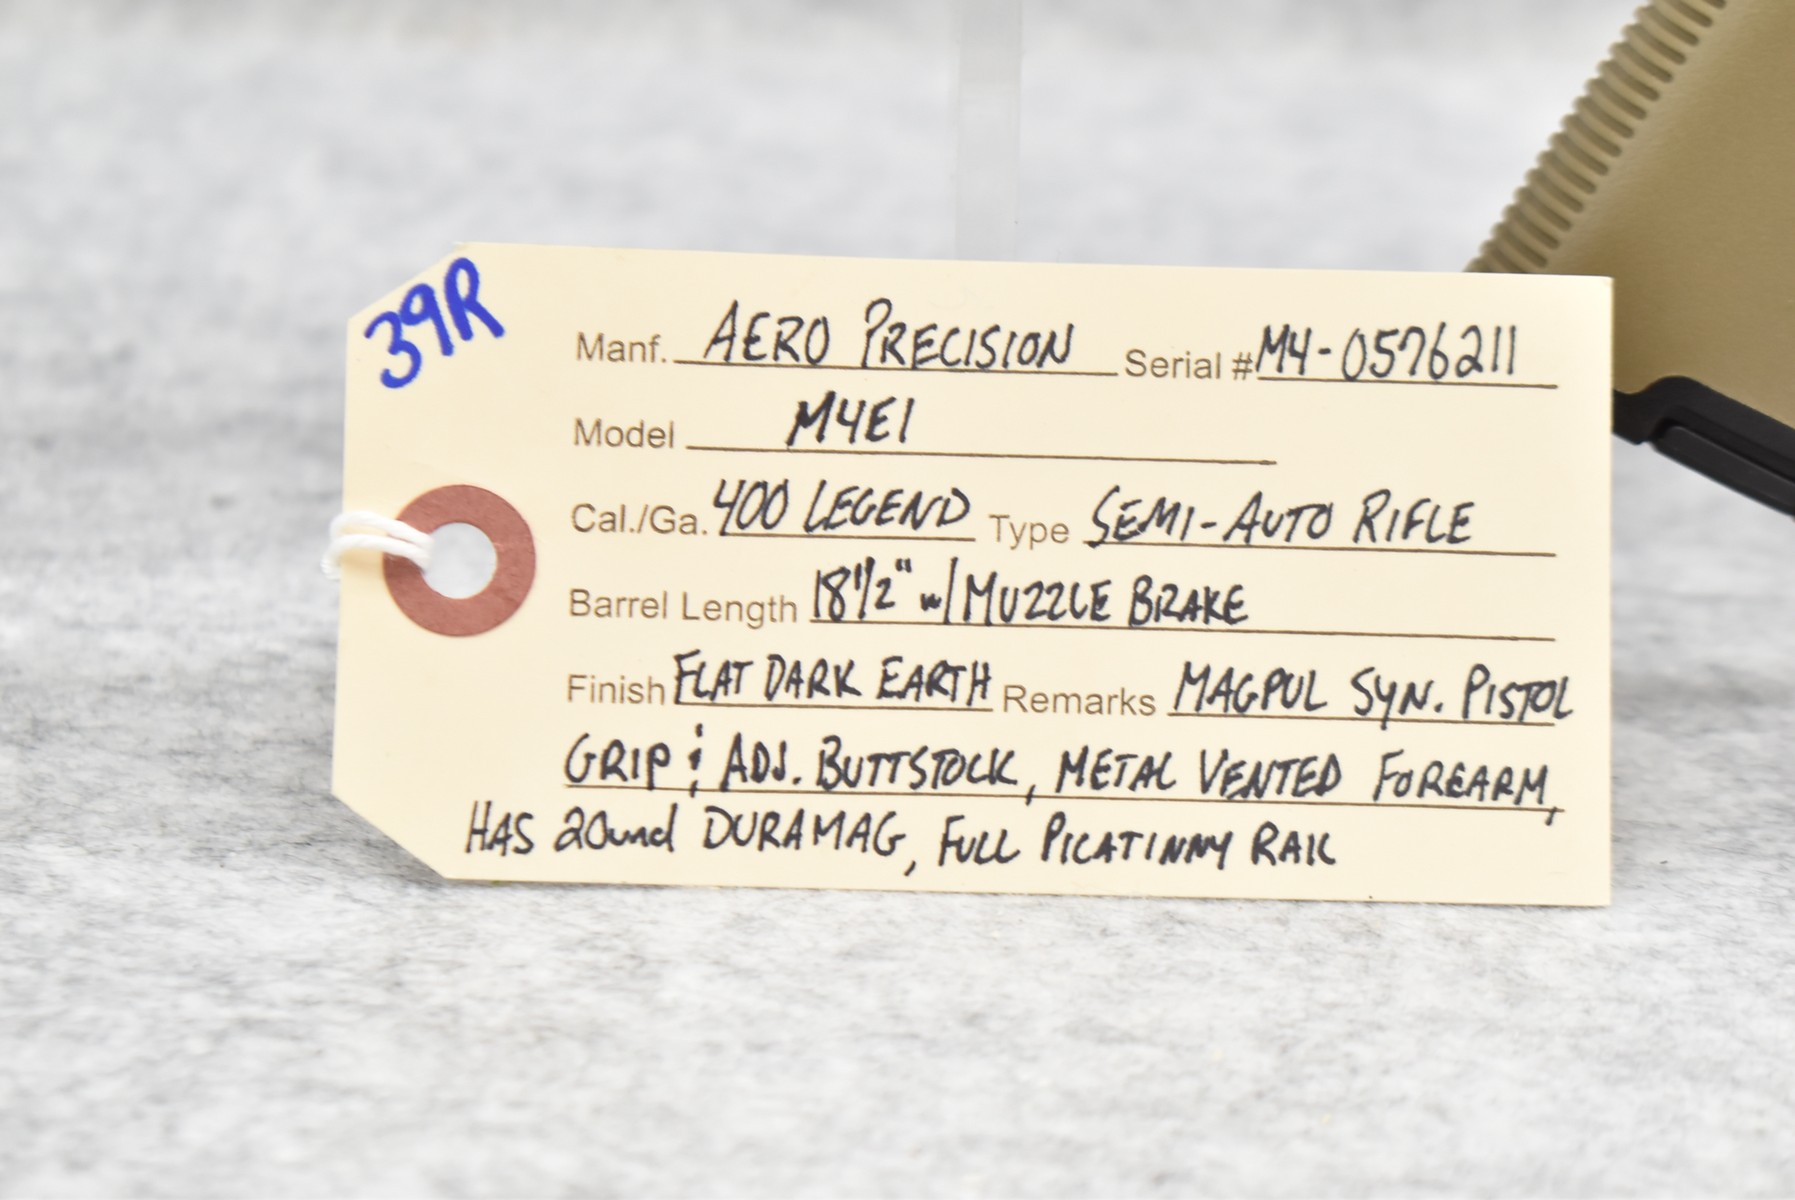 39R
Manf. AERO PRECISION Serial # M4-0576211
Model M4E1
Cal./Ga. 400 LEGEND Type SEMI-AUTO RIFLE
Barrel Length 18 1/2" w/ MUZZLE BRAKE
Finish FLAT DARK EARTH Remarks MAGPUL SYN. PISTOL
GRIP & ADJ. BUTTSTOCK, METAL VENTED FOREARM,
HAS 20rnd DURAMAG, FULL PICATINNY RAIL